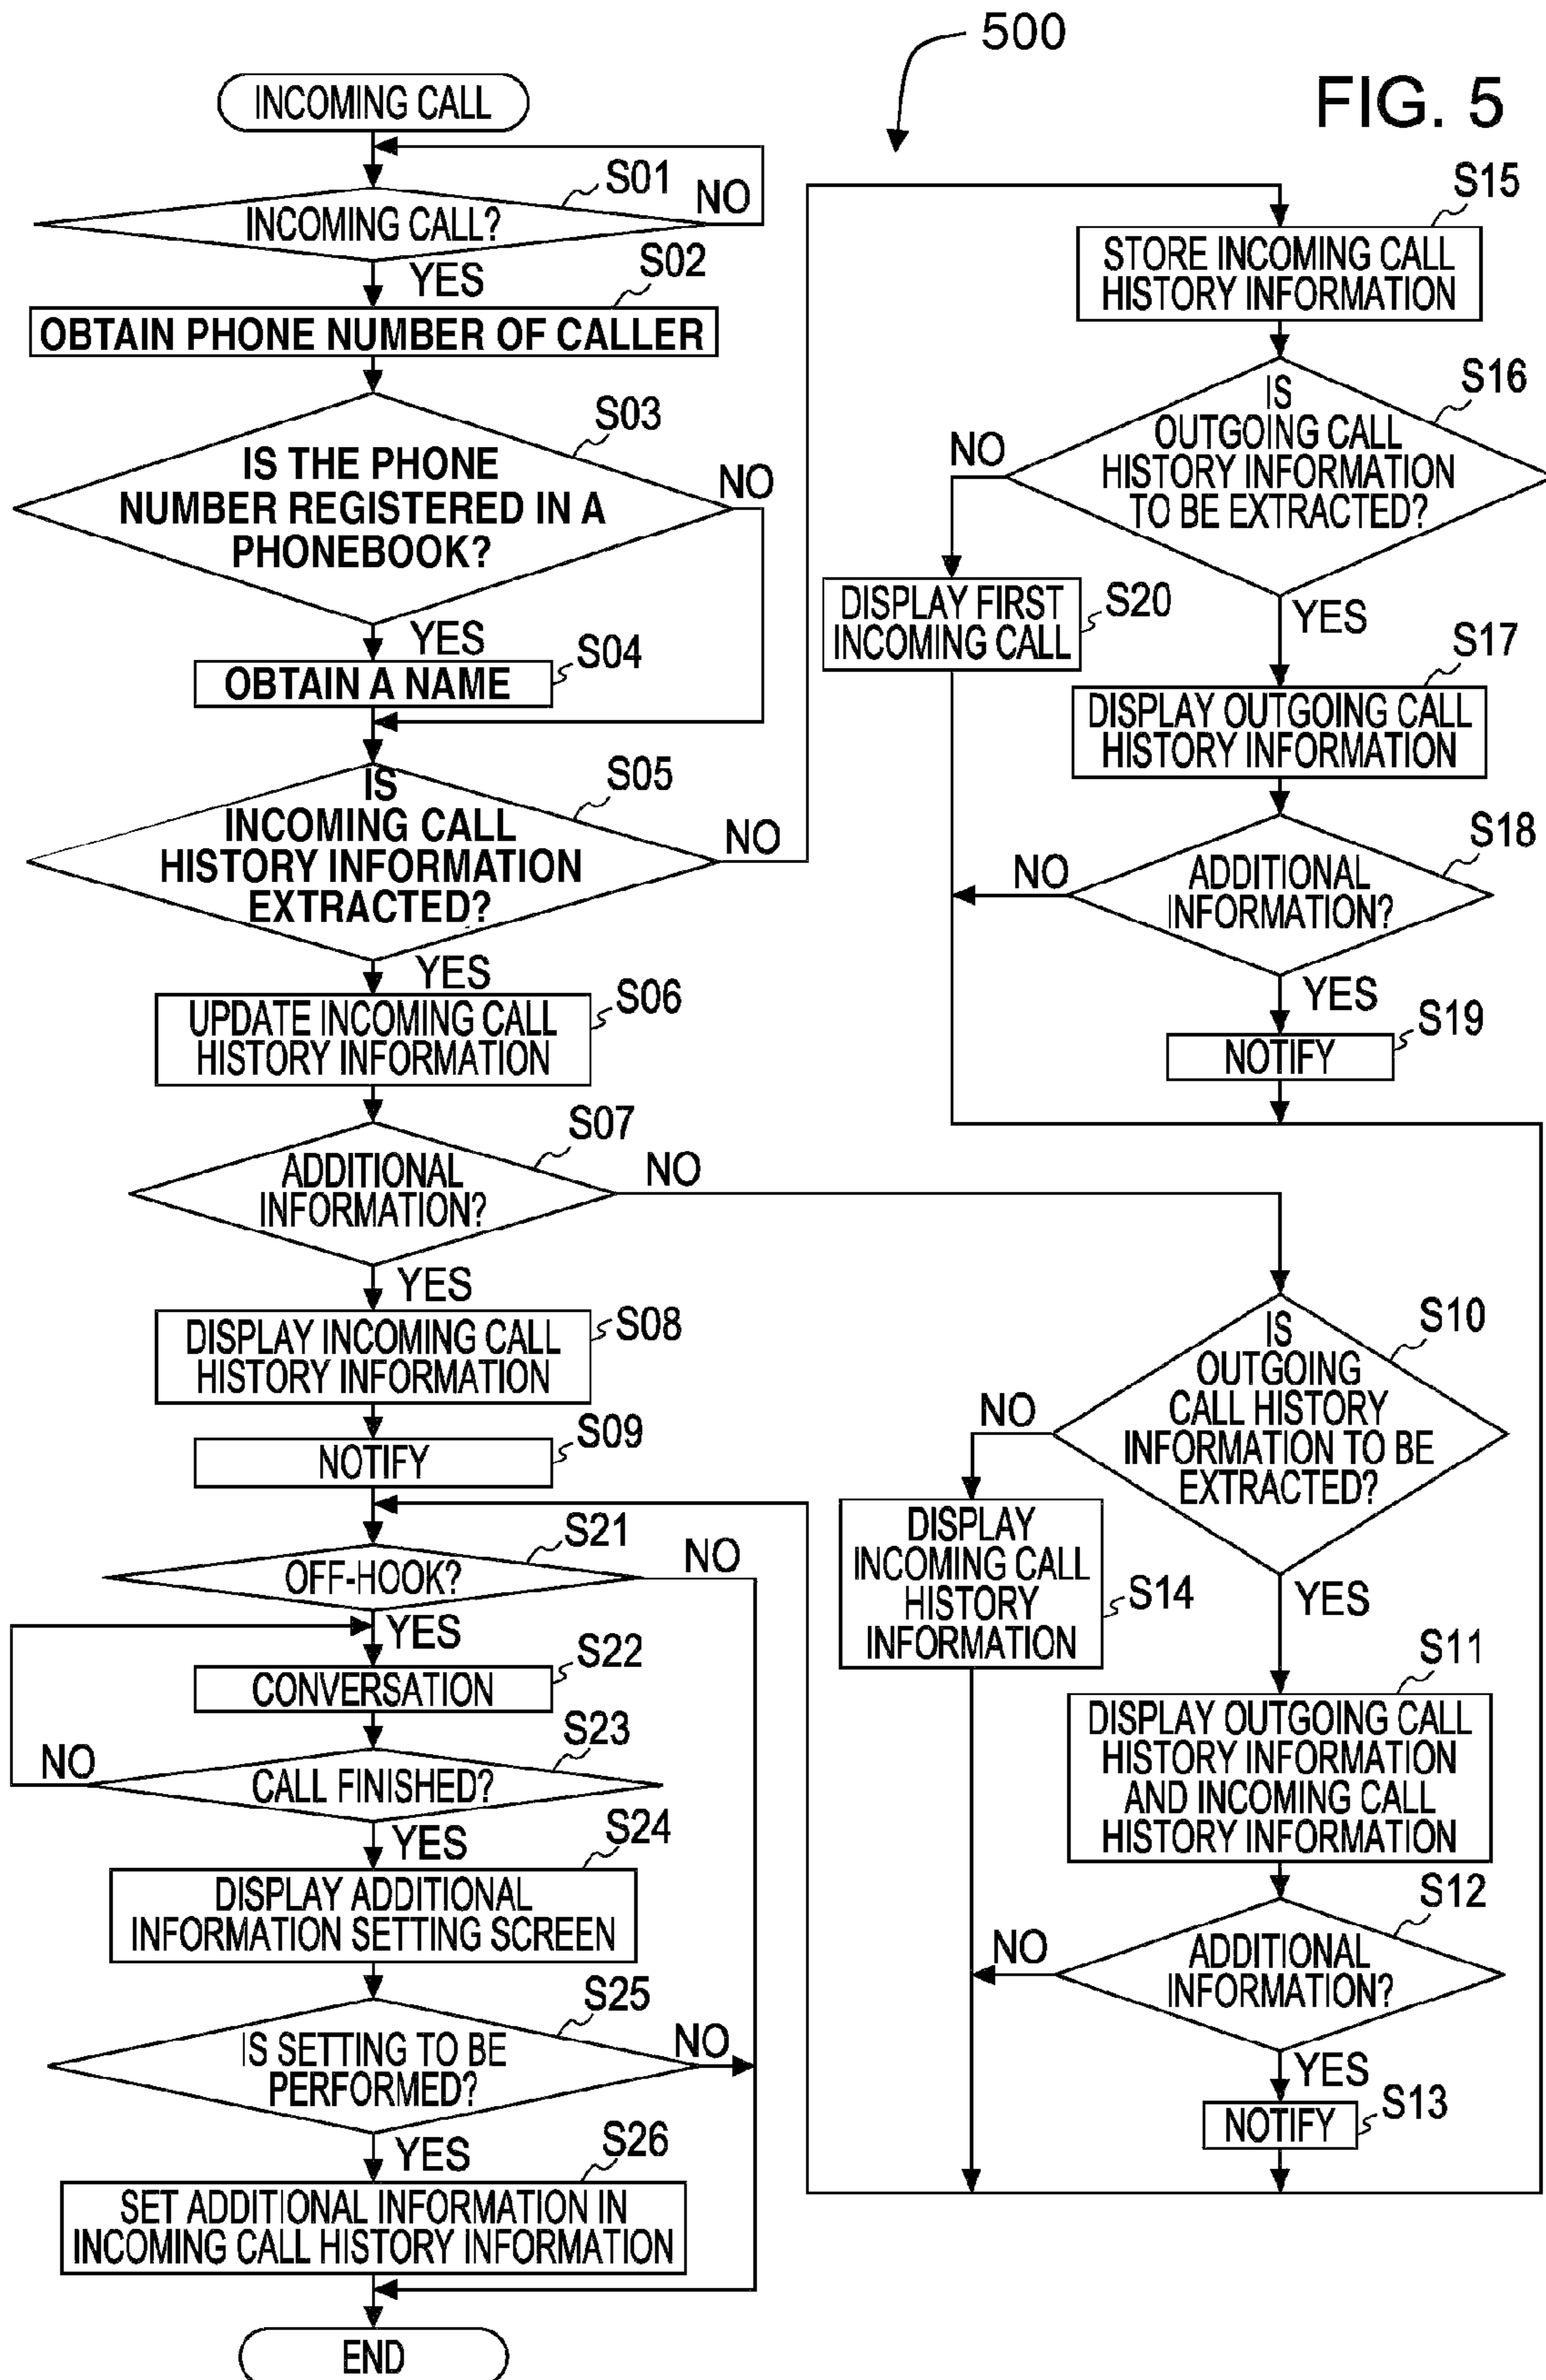 500
FIG. 5
INCOMING CALL
S01
INCOMING CALL?
NO
YES
S02
OBTAIN PHONE NUMBER OF CALLER
S03
IS THE PHONE
NUMBER REGISTERED IN A
PHONEBOOK?
NO
YES
S04
OBTAIN A NAME
S05
IS
INCOMING CALL
HISTORY INFORMATION
EXTRACTED?
NO
YES
S06
UPDATE INCOMING CALL
HISTORY INFORMATION
S07
ADDITIONAL
INFORMATION?
NO
YES
S08
DISPLAY INCOMING CALL
HISTORY INFORMATION
S09
NOTIFY
S21
OFF-HOOK?
NO
YES
S22
CONVERSATION
S23
CALL FINISHED?
NO
YES
S24
DISPLAY ADDITIONAL
INFORMATION SETTING SCREEN
S25
IS SETTING TO BE
PERFORMED?
NO
YES
S26
SET ADDITIONAL INFORMATION IN
INCOMING CALL HISTORY INFORMATION
END
S15
STORE INCOMING CALL
HISTORY INFORMATION
S16
IS
OUTGOING CALL
HISTORY INFORMATION
TO BE EXTRACTED?
NO
YES
DISPLAY FIRST
INCOMING CALL
S20
S17
DISPLAY OUTGOING CALL
HISTORY INFORMATION
S18
ADDITIONAL
INFORMATION?
NO
YES
S19
NOTIFY
S10
IS
OUTGOING
CALL HISTORY
INFORMATION TO BE
EXTRACTED?
NO
YES
DISPLAY
INCOMING CALL
HISTORY
INFORMATION
S14
S11
DISPLAY OUTGOING CALL
HISTORY INFORMATION
AND INCOMING CALL
HISTORY INFORMATION
S12
ADDITIONAL
INFORMATION?
NO
YES
S13
NOTIFY